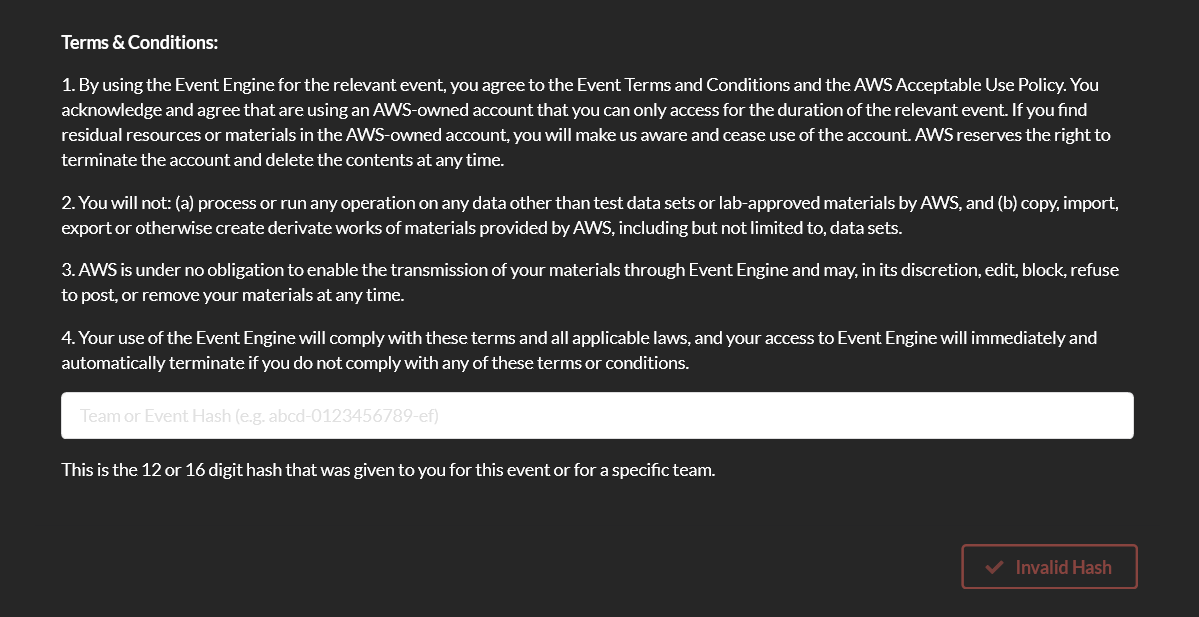 Terms & Conditions:
1. By using the Event Engine for the relevant event, you agree to the Event Terms and Conditions and the AWS Acceptable Use Policy. You
acknowledge and agree that are using an AWS-owned account that you can only access for the duration of the relevant event. If you find
residual resources or materials in the AWS-owned account, you will make us aware and cease use of the account. AWS reserves the right to
terminate the account and delete the contents at any time.
2. You will not: (a) process or run any operation on any data other than test data sets or lab-approved materials by AWS, and (b) copy, import,
export or otherwise create derivate works of materials provided by AWS, including but not limited to, data sets.
3. AWS is under no obligation to enable the transmission of your materials through Event Engine and may, in its discretion, edit, block, refuse
to post, or remove your materials at any time.
4. Your use of the Event Engine will comply with these terms and all applicable laws, and your access to Event Engine will immediately and
automatically terminate if you do not comply with any of these terms or conditions.
Team or Event Hash (e.g. abcd-0123456789-ef)
This is the 12 or 16 digit hash that was given to you for this event or for a specific team.
Invalid Hash